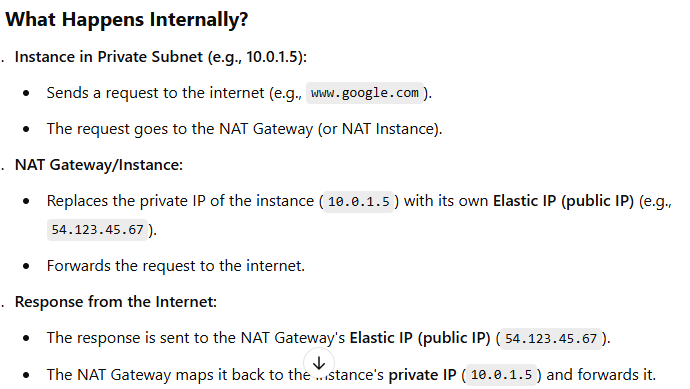 What Happens Internally?
. Instance in Private Subnet (e.g., 10.0.1.5):
• Sends a request to the internet (e.g., www.google.com ).
• The request goes to the NAT Gateway (or NAT Instance).
. NAT Gateway/Instance:
• Replaces the private IP of the instance ( 10.0.1.5 ) with its own Elastic IP (public IP) (e.g.,
54.123.45.67 ).
• Forwards the request to the internet.
. Response from the Internet:
• The response is sent to the NAT Gateway's Elastic IP (public IP) ( 54.123.45.67 ).
• The NAT Gateway maps it back to the instance's private IP ( 10.0.1.5 ) and forwards it.